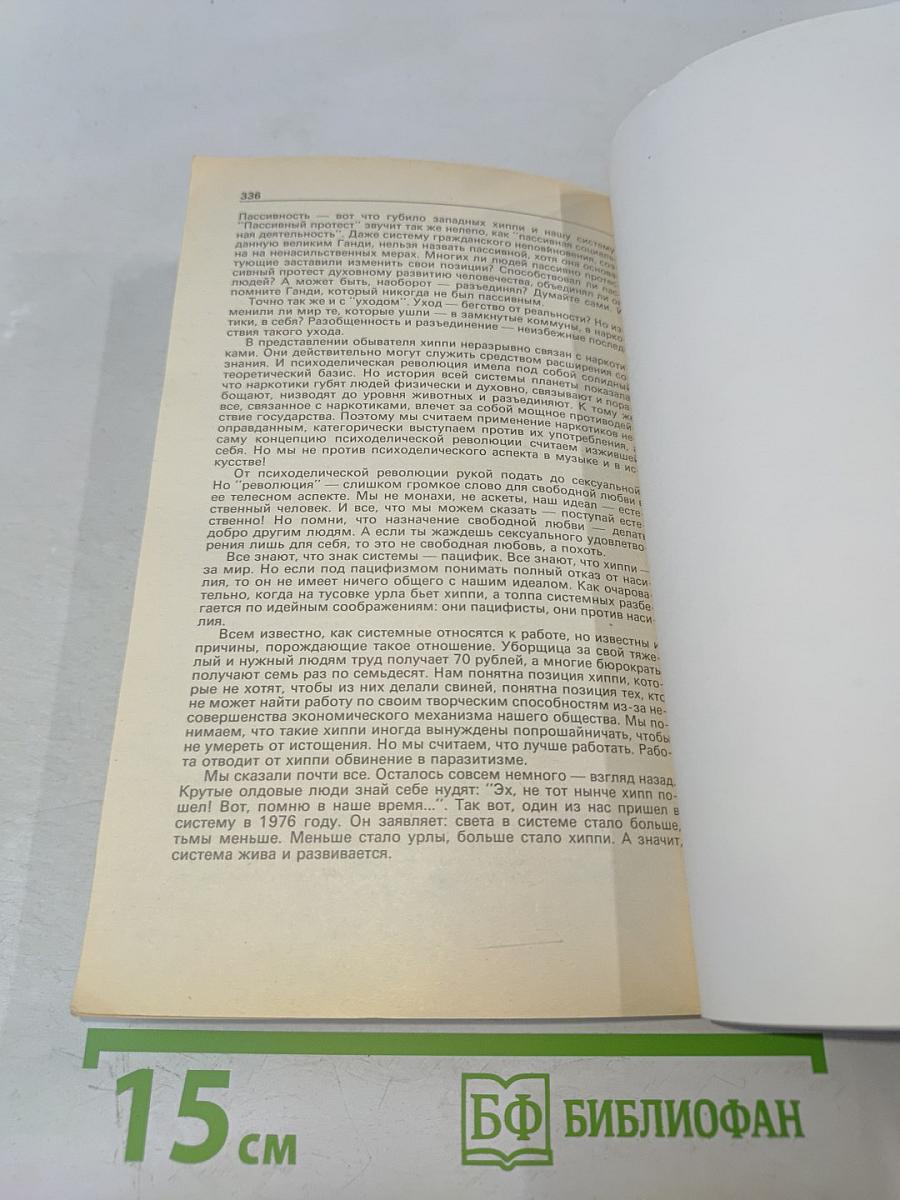 336
Пассивность — вот что губило западных хиппи и нашу систему.
"Пассивный протест" звучит так же нелепо, как "пассивная социаль-
ная деятельность". Даже систему гражданского неповиновения, соз-
данную великим Ганди, нельзя назвать пассивной, хотя она основа-
на на ненасильственных мерах. Многих ли людей пассивно протес-
тующие заставили изменить свои позиции? Способствовал ли пас-
сивный протест духовному развитию человечества, объединял ли он
людей? А может быть, наоборот — разъединял? Думайте сами. И
помните Ганди, который никогда не был пассивным.
Точно так же и с "уходом". Уход — бегство от реальности? Но из-
менили ли мир те, которые ушли — в замкнутые коммуны, в нарко-
тики, в себя? Разобщенность и разъединение — неизбежные послед-
ствия такого ухода.
В представлении обывателя хиппи неразрывно связан с наркоти-
ками. Они действительно могут служить средством расширения со-
знания. И психоделическая революция имела под собой солидный
теоретический базис. Но история всей системы планеты показала,
что наркотики губят людей физически и духовно, связывают и пора-
бощают, низводят до уровня животных и разъединяют. К тому же
все, связанное с наркотиками, влечет за собой мощное противодей-
ствие государства. Поэтому мы считаем применение наркотиков не-
оправданным, категорически выступаем против их употребления, а
саму концепцию психоделической революции считаем изжившей
себя. Но мы не против психоделического аспекта в музыке и в ис-
кусстве!
От психоделической революции рукой подать до сексуальной.
Но "революция" — слишком громкое слово для свободной любви в
ее телесном аспекте. Мы не монахи, не аскеты, наш идеал — есте-
ственный человек. И все, что мы можем сказать — поступай есте-
ственно! Но помни, что назначение свободной любви — делать
добро другим людям. А если ты жаждешь сексуального удовлетво-
рения лишь для себя, то это не свободная любовь, а похоть.
Все знают, что знак системы — пацифик. Все знают, что хиппи —
за мир. Но если под пацифизмом понимать полный отказ от наси-
лия, то он не имеет ничего общего с нашим идеалом. Как очарова-
тельно, когда на тусовке урла бьет хиппи, а толпа системных разбе-
гается по идейным соображениям: они пацифисты, они против наси-
лия.
Всем известно, как системные относятся к работе, но известны и
причины, порождающие такое отношение. Уборщица за свой тяже-
лый и нужный людям труд получает 70 рублей, а многие бюрократы
получают семь раз по семьдесят. Нам понятна позиция хиппи, кото-
рые не хотят, чтобы из них делали свиней, понятна позиция тех, кто
не может найти работу по своим творческим способностям из-за не-
совершенства экономического механизма нашего общества. Мы по-
нимаем, что такие хиппи иногда вынуждены попрошайничать, чтобы
не умереть от истощения. Но мы считаем, что лучше работать. Рабо-
та отводит от хиппи обвинение в паразитизме.
Мы сказали почти все. Осталось совсем немного — взгляд назад.
Крутые олдовые люди знай себе нудят: "Эх, не тот нынче хипп по-
шел! Вот, помню в наше время...". Так вот, один из нас пришел в
систему в 1976 году. Он заявляет: света в системе стало больше,
тьмы меньше. Меньше стало урлы, больше стало хиппи. А значит,
система жива и развивается.
15 см
БФ БИБЛИОФАН